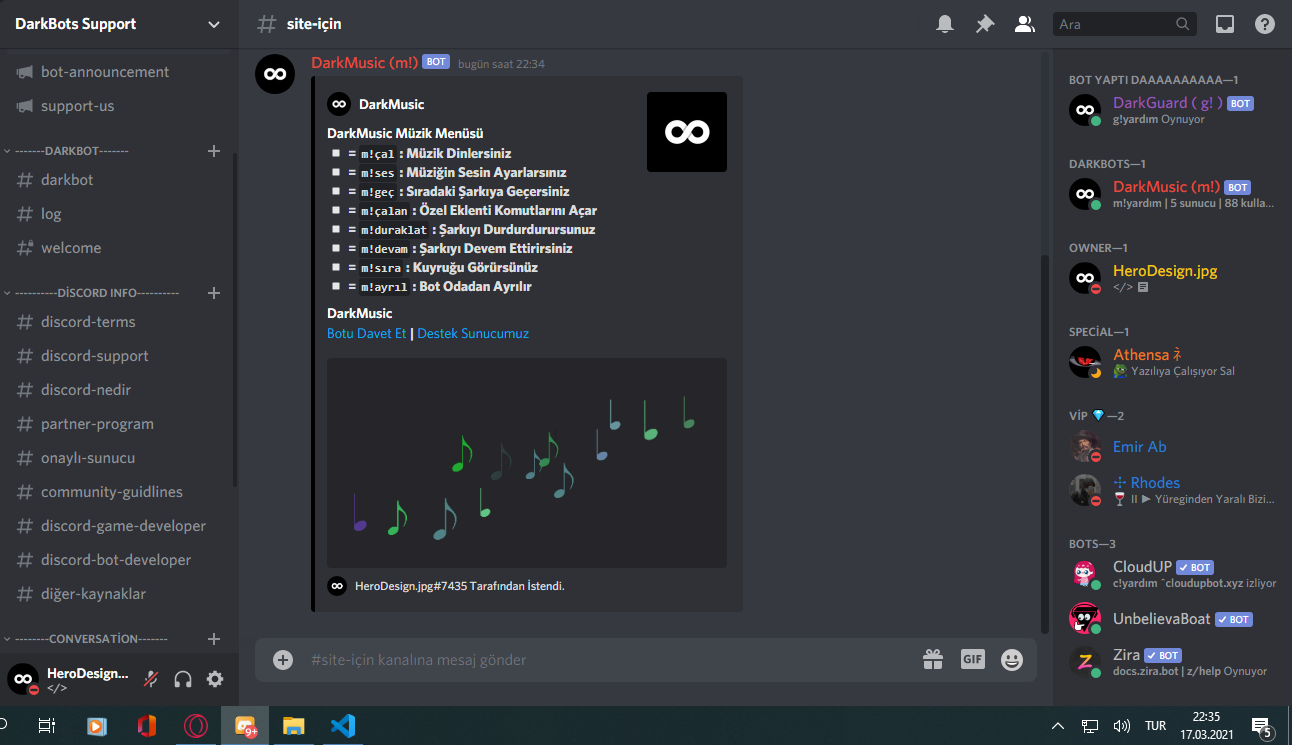 DarkBots Support
bot-announcement
support-us
-------DARKBOT-------
darkbot
log
welcome
----------DİSCORD INFO----------
discord-terms
discord-support
discord-nedir
partner-program
onaylı-sunucu
community-guidlines
discord-game-developer
discord-bot-developer
diğer-kaynaklar
--------CONVERSATİON-------
HeroDesign...
</>
site-için
Ara
DarkMusic (m!) BOT bugün saat 22:34
DarkMusic
DarkMusic Müzik Menüsü
= m!çal : Müzik Dinlersiniz
= m!ses : Müziğin Sesin Ayarlarsınız
= m!geç : Sıradaki Şarkıya Geçersiniz
= m!çalan : Özel Eklenti Komutlarını Açar
= m!duraklat : Şarkıyı Durdurdurursunuz
= m!devam : Şarkıyı Devem Ettirirsiniz
= m!sıra : Kuyruğu Görürsünüz
= m!ayrıl : Bot Odadan Ayrılır
DarkMusic
Botu Davet Et | Destek Sunucumuz
HeroDesign.jpg#7435 Tarafından İstendi.
#site-için kanalına mesaj gönder
GIF
BOT YAPTI DAAAAAAAAAA—1
DarkGuard ( g! ) BOT
g!yardım Oynuyor
DARKBOTS—1
DarkMusic (m!) BOT
m!yardım | 5 sunucu | 88 kulla...
OWNER—1
HeroDesign.jpg
</>
SPECİAL—1
Athensa ネ
Yazılıya Çalışıyor Sal
VİP 💎—2
Emir Ab
☩ Rhodes
🍷 II ▶ Yüreginden Yaralı Bizi...
BOTS—3
CloudUP ✓ BOT
c!yardım ˆcloudupbot.xyz izliyor
UnbelievaBoat ✓ BOT
Zira ✓ BOT
docs.zira.bot | z/help Oynuyor
9+
TUR
22:35
17.03.2021
5